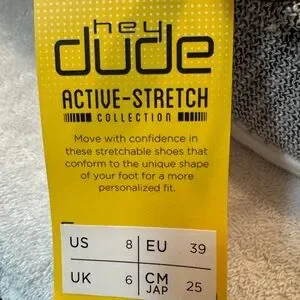 hey
dude
ACTIVE-STRETCH
COLLECTION
Move with confidence in
these stretchable shoes that
conform to the unique shape
of your foot for a more
personalized fit.
US 8 EU 39
UK 6 CM JAP 25